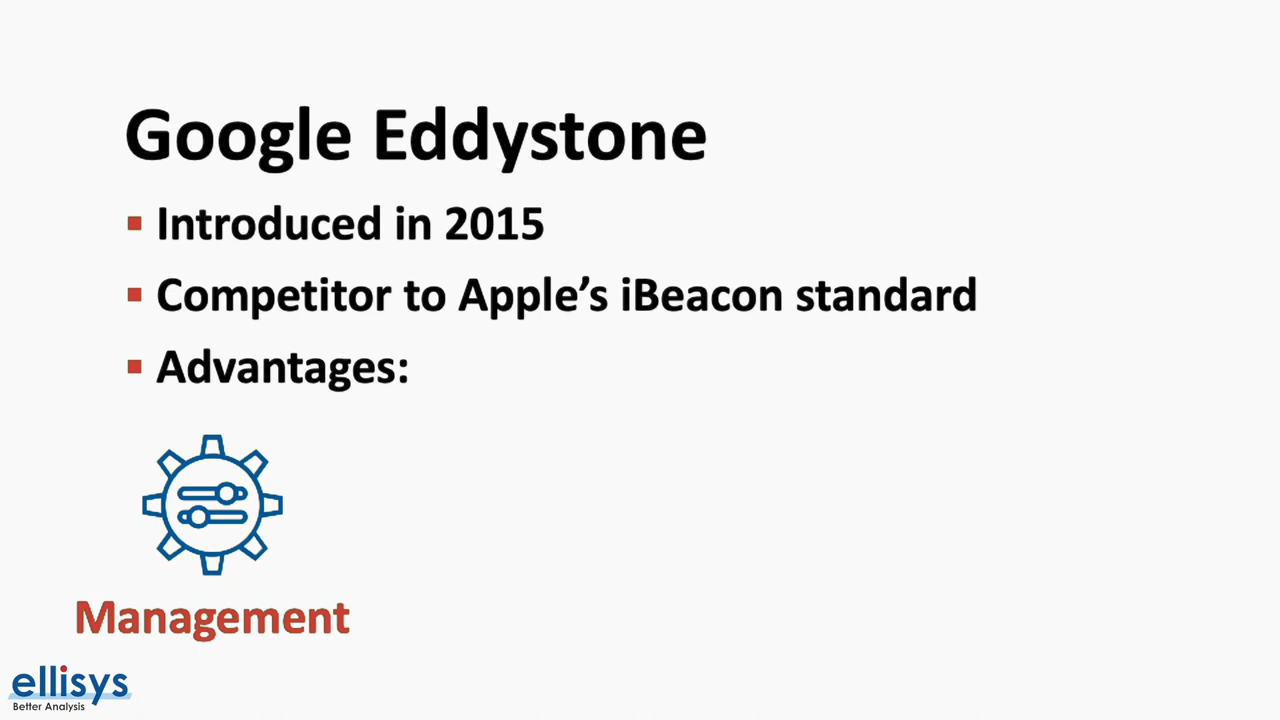 Google Eddystone
▪ Introduced in 2015
▪ Competitor to Apple’s iBeacon standard
▪ Advantages:
Management
ellisys
Better Analysis